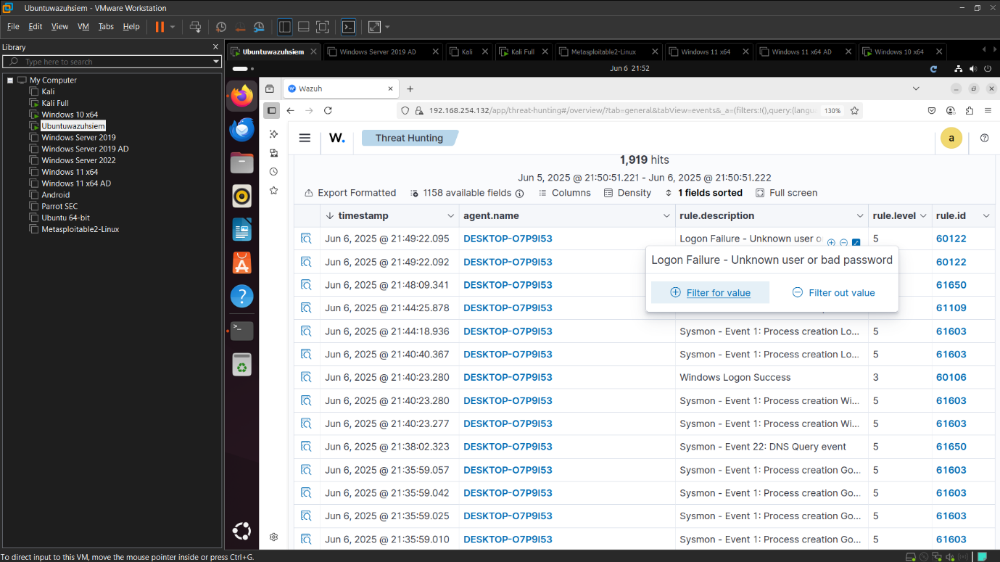 Ubuntuwazuhsiem - VMware Workstation
File Edit View VM Tabs Help
Library
Type here to search
My Computer
Kali
Kali Full
Windows 10 x64
Ubuntuwazuhsiem
Windows Server 2019
Windows Server 2019 AD
Windows Server 2022
Windows 11 x64
Windows 11 x64 AD
Android
Parrot SEC
Ubuntu 64-bit
Metasploitable2-Linux
Ubuntuwazuhsiem Windows Server 2019 AD Kali Kali Full Metasploitable2-Linux Windows 11 x64 Windows 11 x64 AD Windows 10 x64
Jun 6 21:52
Wazuh
192.168.254.132/app/threat-hunting#/overview/?tab=general&tabView=events&_a=(filters:!(),query:(langu 130%
W. Threat Hunting a
1,919 hits
Jun 5, 2025 @ 21:50:51.221 - Jun 6, 2025 @ 21:50:51.222
Export Formatted 1158 available fields Columns Density 1 fields sorted Full screen
timestamp agent.name rule.description rule.level rule.id
Jun 6, 2025 @ 21:49:22.095 DESKTOP-O7P9I53 Logon Failure - Unknown user o 5 60122
Jun 6, 2025 @ 21:49:22.092 DESKTOP-O7P9I53 60122
Logon Failure - Unknown user or bad password
Filter for value Filter out value
Jun 6, 2025 @ 21:48:09.341 DESKTOP-O7P9I53 61650
Jun 6, 2025 @ 21:44:25.878 DESKTOP-O7P9I53 61109
Jun 6, 2025 @ 21:44:18.936 DESKTOP-O7P9I53 Sysmon - Event 1: Process creation Lo... 5 61603
Jun 6, 2025 @ 21:40:40.367 DESKTOP-O7P9I53 Sysmon - Event 1: Process creation Lo... 5 61603
Jun 6, 2025 @ 21:40:23.280 DESKTOP-O7P9I53 Windows Logon Success 3 60106
Jun 6, 2025 @ 21:40:23.280 DESKTOP-O7P9I53 Sysmon - Event 1: Process creation Wi... 5 61603
Jun 6, 2025 @ 21:40:23.277 DESKTOP-O7P9I53 Sysmon - Event 1: Process creation Wi... 5 61603
Jun 6, 2025 @ 21:38:02.323 DESKTOP-O7P9I53 Sysmon - Event 22: DNS Query event 5 61650
Jun 6, 2025 @ 21:35:59.057 DESKTOP-O7P9I53 Sysmon - Event 1: Process creation Go... 5 61603
Jun 6, 2025 @ 21:35:59.042 DESKTOP-O7P9I53 Sysmon - Event 1: Process creation Go... 5 61603
Jun 6, 2025 @ 21:35:59.025 DESKTOP-O7P9I53 Sysmon - Event 1: Process creation Go... 5 61603
Jun 6, 2025 @ 21:35:59.010 DESKTOP-O7P9I53 Sysmon - Event 1: Process creation Go... 5 61603
To direct input to this VM, move the mouse pointer inside or press Ctrl+G.